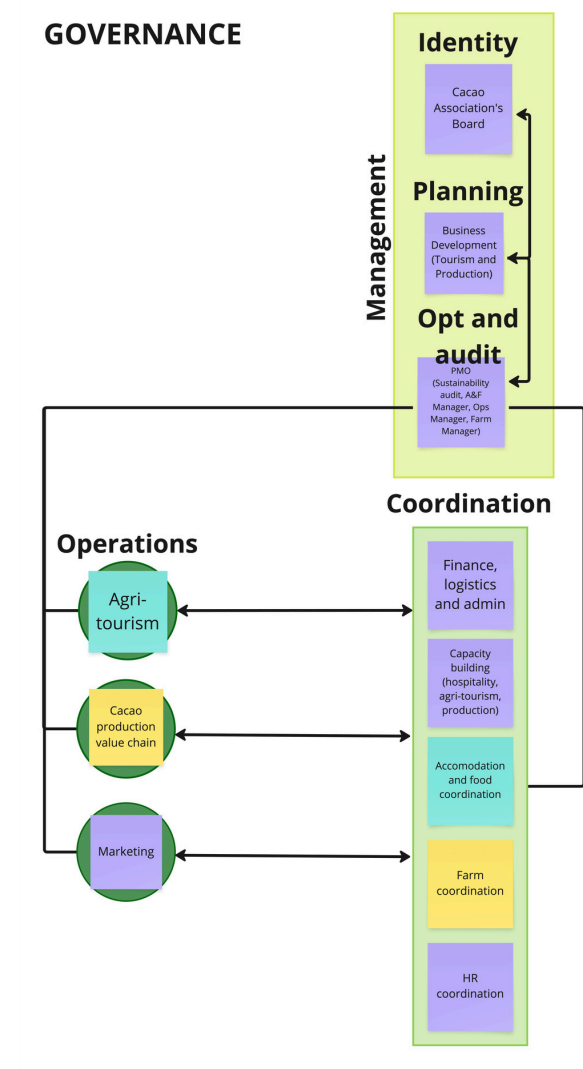 GOVERNANCE
Identity
Cacao
Association's
Board
Management
Planning
Business
Development
(Tourism and
Production)
Opt and
audit
PMO
(Sustainability
audit, A&F
Manager, Ops
Manager, Farm
Manager)
Coordination
Operations
Agri-
tourism
Cacao
production
value chain
Marketing
Finance,
logistics
and admin
Capacity
building
(hospitality,
agri-tourism,
production)
Accomodation
and food
coordination
Farm
coordination
HR
coordination